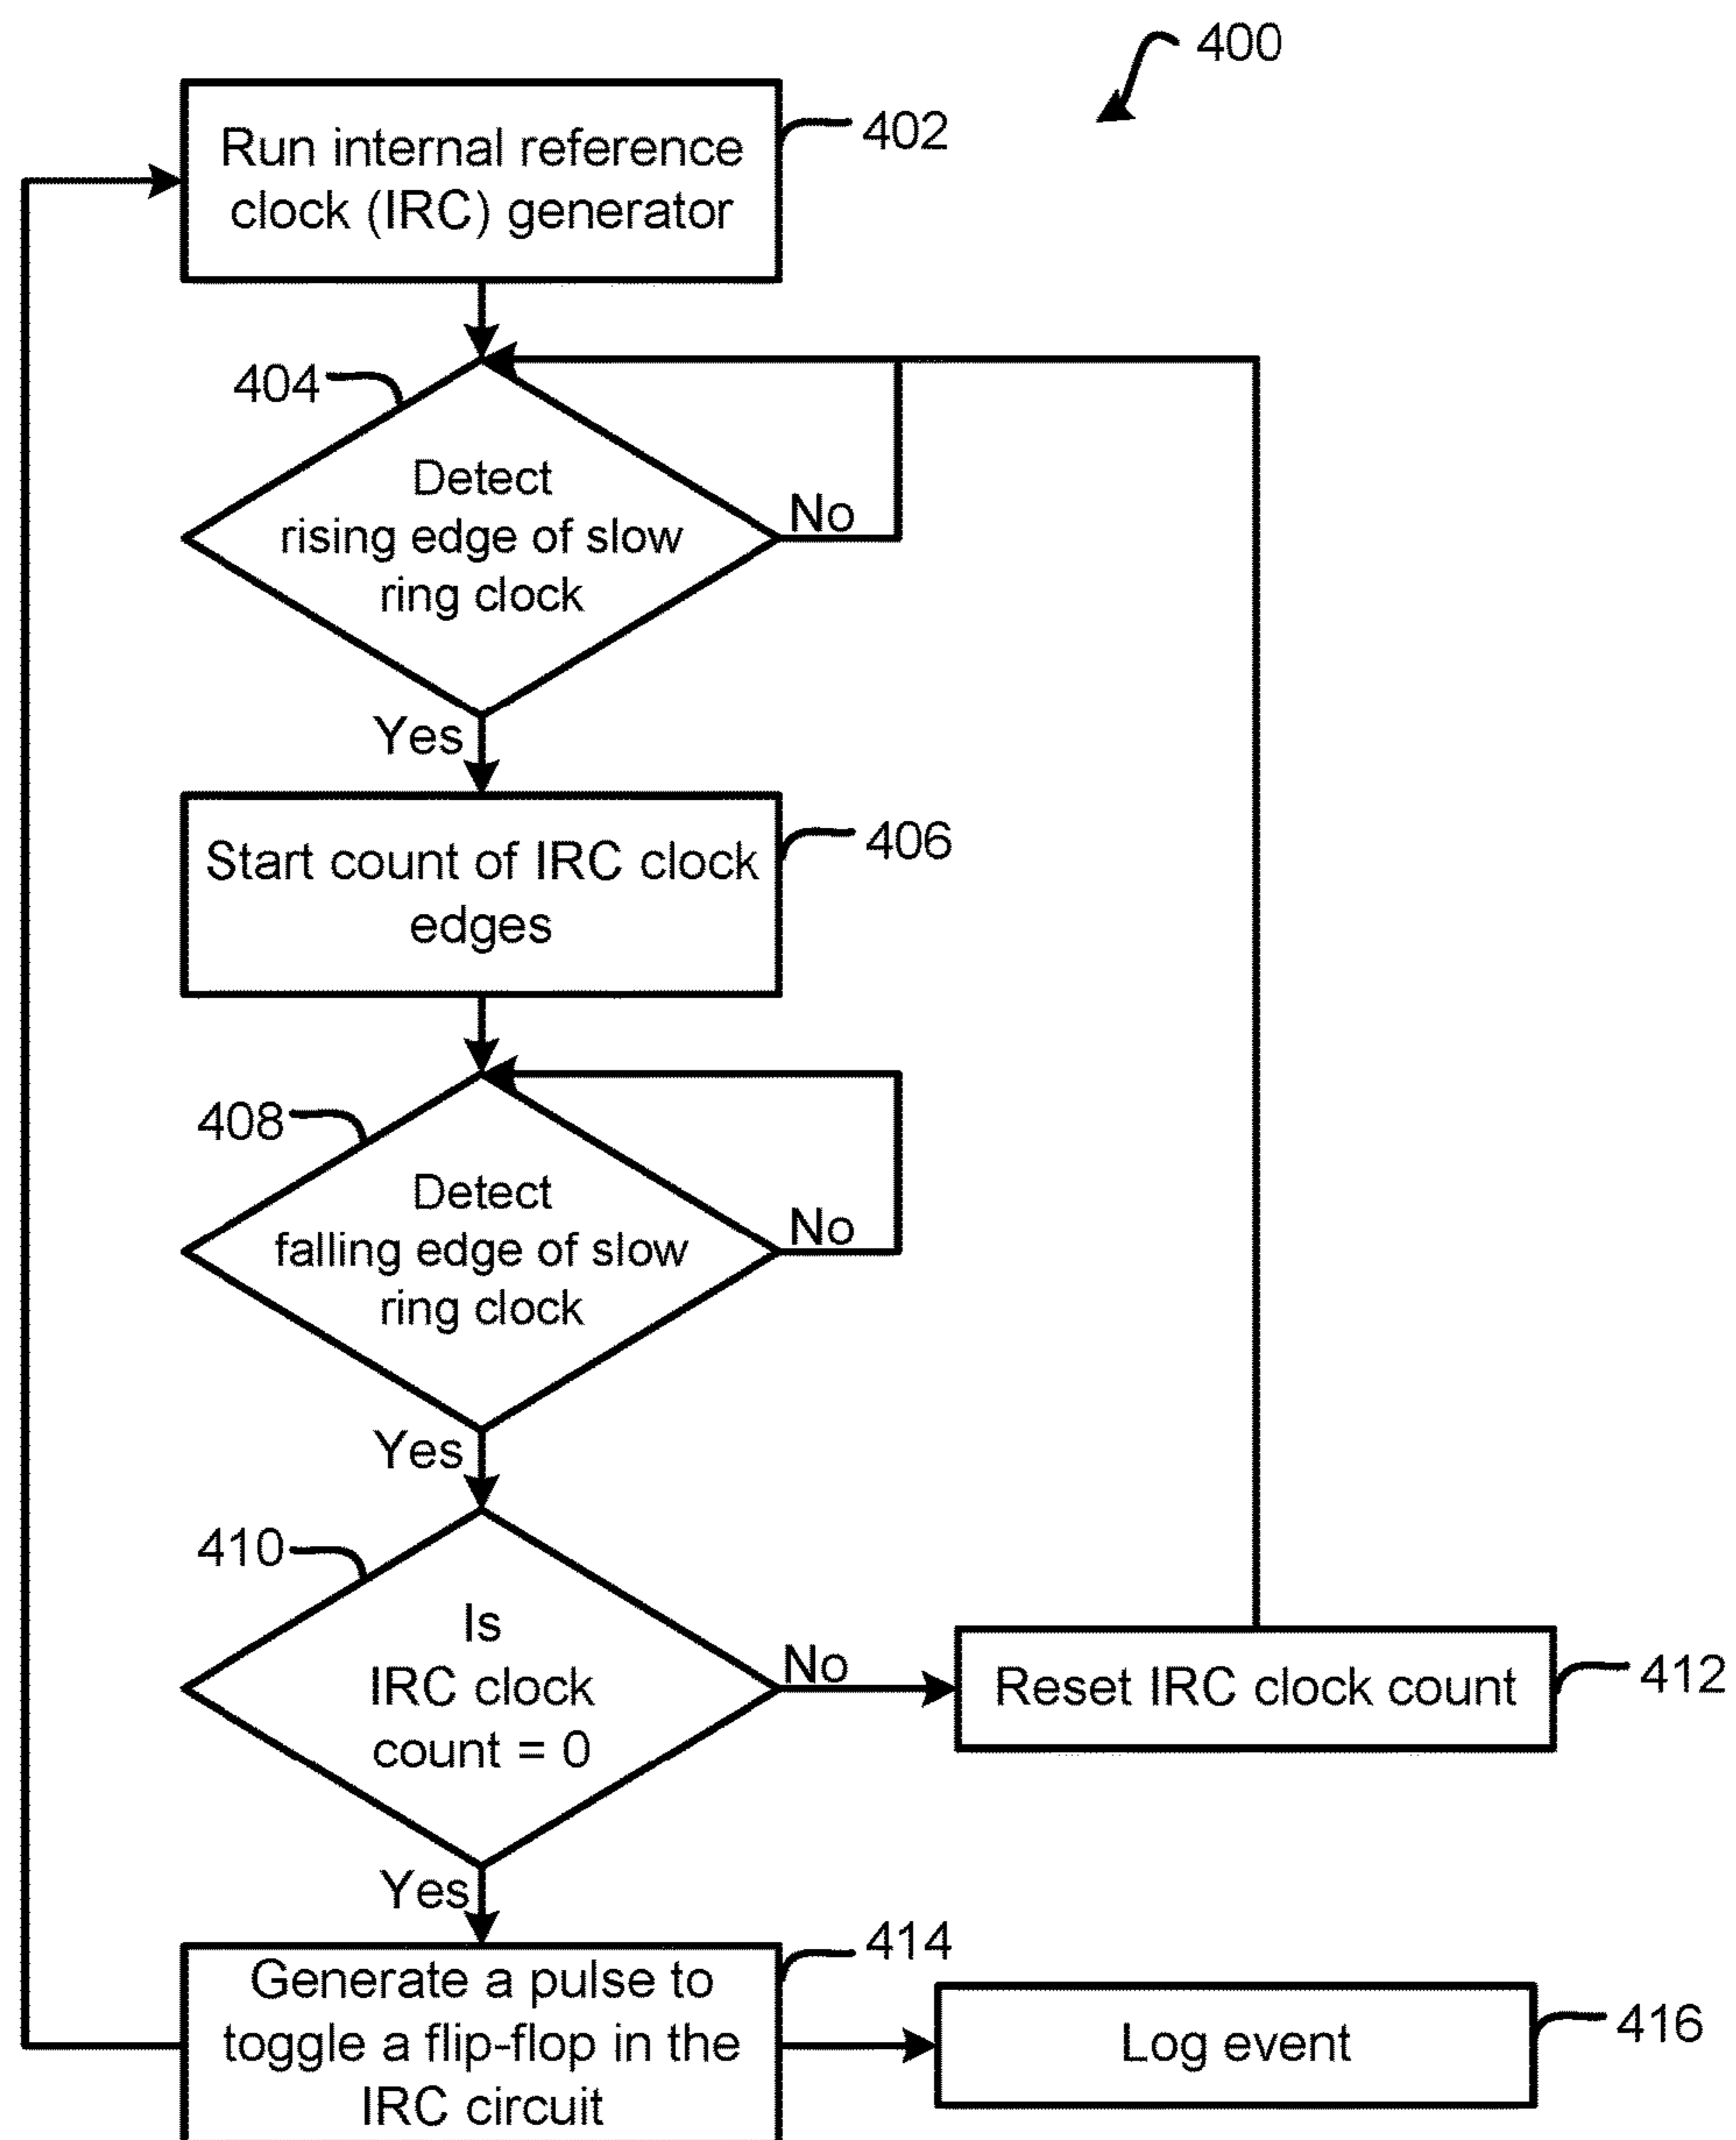 400
Run internal reference
clock (IRC) generator
402
404
Detect
rising edge of slow
ring clock
No
Yes
Start count of IRC clock
edges
406
408
Detect
falling edge of slow
ring clock
No
Yes
410
Is
IRC clock
count = 0
No
Reset IRC clock count
412
Yes
Generate a pulse to
toggle a flip-flop in the
IRC circuit
414
Log event
416